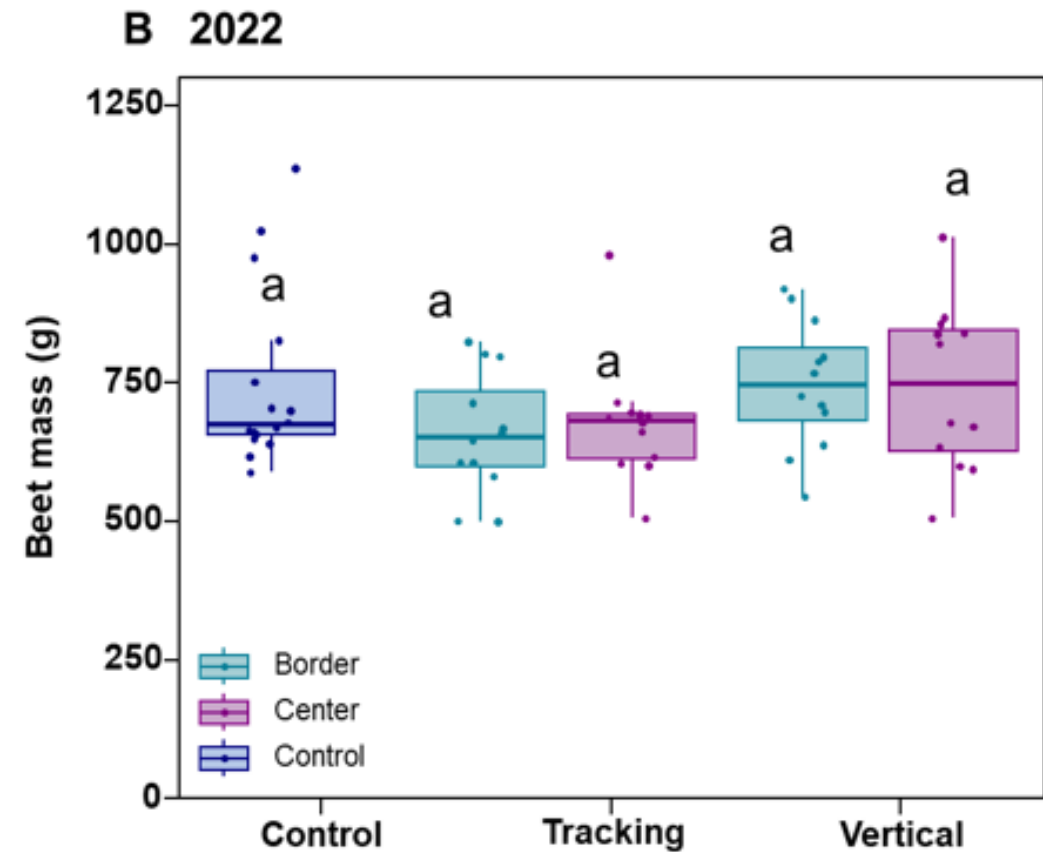 B 2022
1250
1000
750
500
250
0
Beet mass (g)
a
a
a
a
a
Border
Center
Control
Control Tracking Vertical